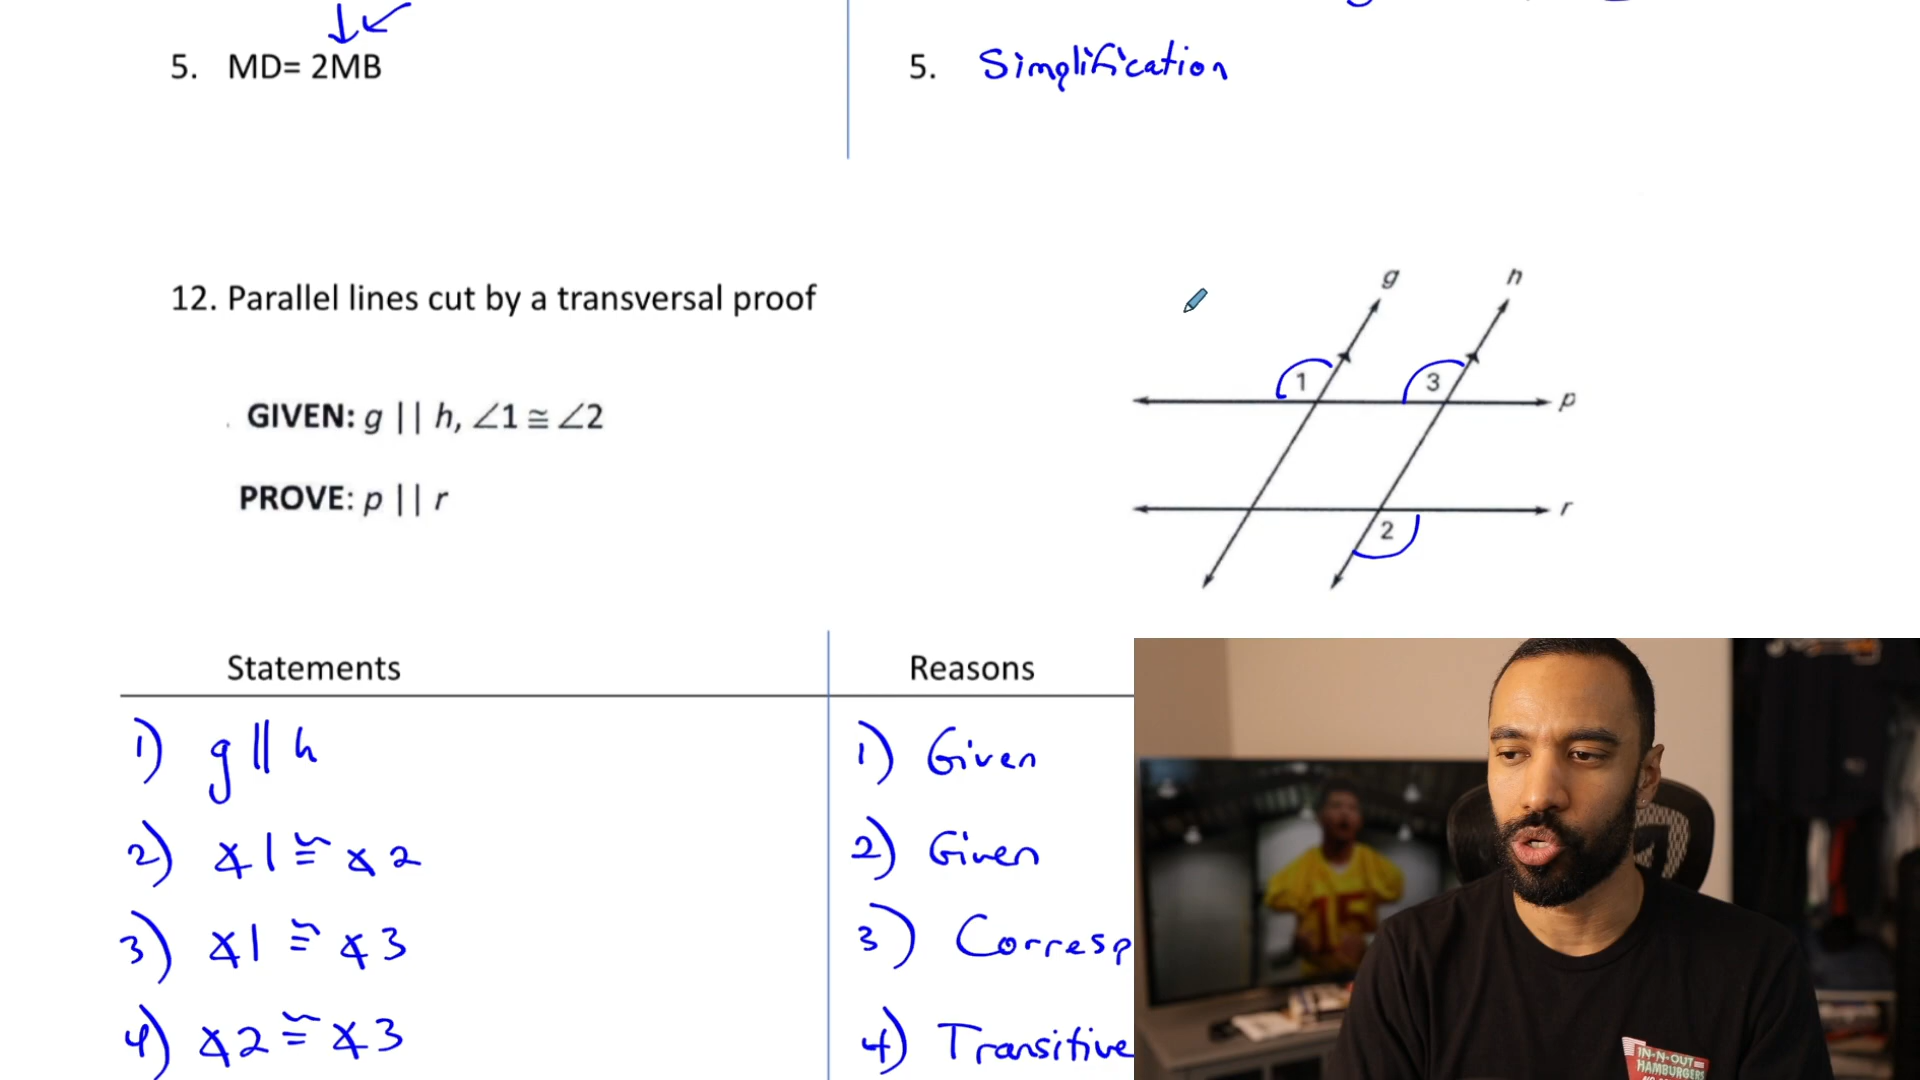 5. MD= 2MB
5. Simplification
12. Parallel lines cut by a transversal proof
GIVEN: g || h, ∠1 ≅ ∠2
PROVE: p || r
g
h
1
3
p
r
2
Statements
Reasons
1) g || h
1) Given
2) ∡1 ≅ ∡2
2) Given
3) ∡1 ≅ ∡3
3) Corresp
4) ∡2 ≅ ∡3
4) Transitive
15
IN-N-OUT
HAMBURGERS